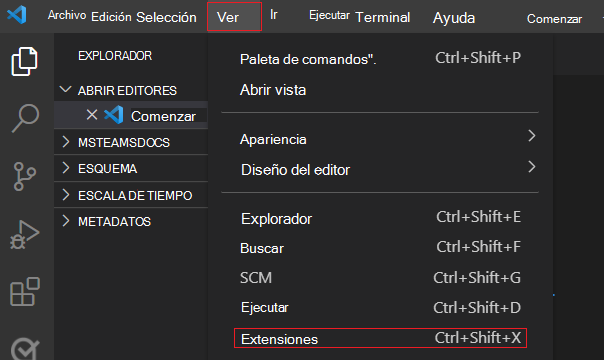 Archivo Edición Selección Ver Ir Ejecutar Terminal Ayuda Comenzar
EXPLORADOR
ABRIR EDITORES
Comenzar
MSTEAMSDOCS
ESQUEMA
ESCALA DE TIEMPO
METADATOS
Paleta de comandos". Ctrl+Shift+P
Abrir vista
Apariencia
Diseño del editor
Explorador Ctrl+Shift+E
Buscar Ctrl+Shift+F
SCM Ctrl+Shift+G
Ejecutar Ctrl+Shift+D
Extensiones Ctrl+Shift+X